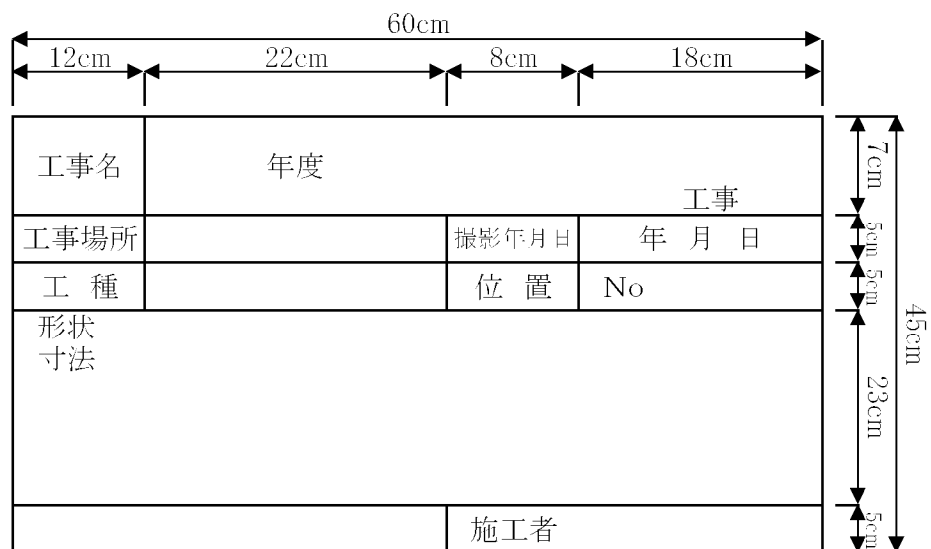 60cm
12cm 22cm 8cm 18cm
工事名 年度
工事
7cm
工事場所 撮影年月日 年 月 日
5cm
工 種 位 置 No
5cm
45cm
形状
寸法
23cm
施工者
5cm